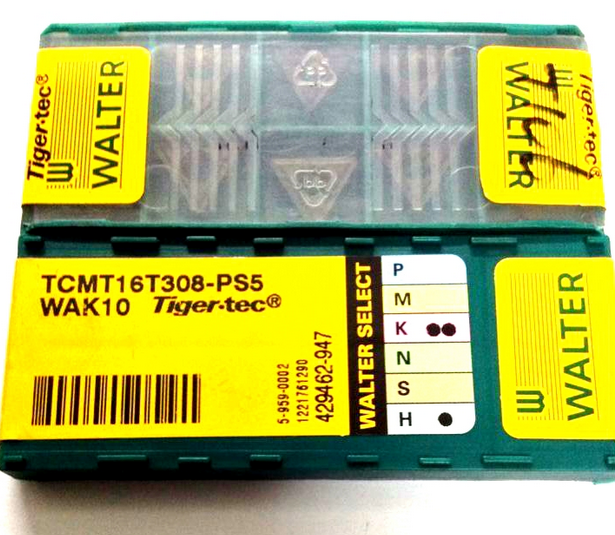 Tiger·tec®
WALTER
Tiger·tec®
WALTER
TCMT16T308-PS5
WAK10 Tiger·tec®
5-959-0002
1221761290
429462-947
WALTER SELECT
P
M
K ●●
N
S
H ●
WALTER